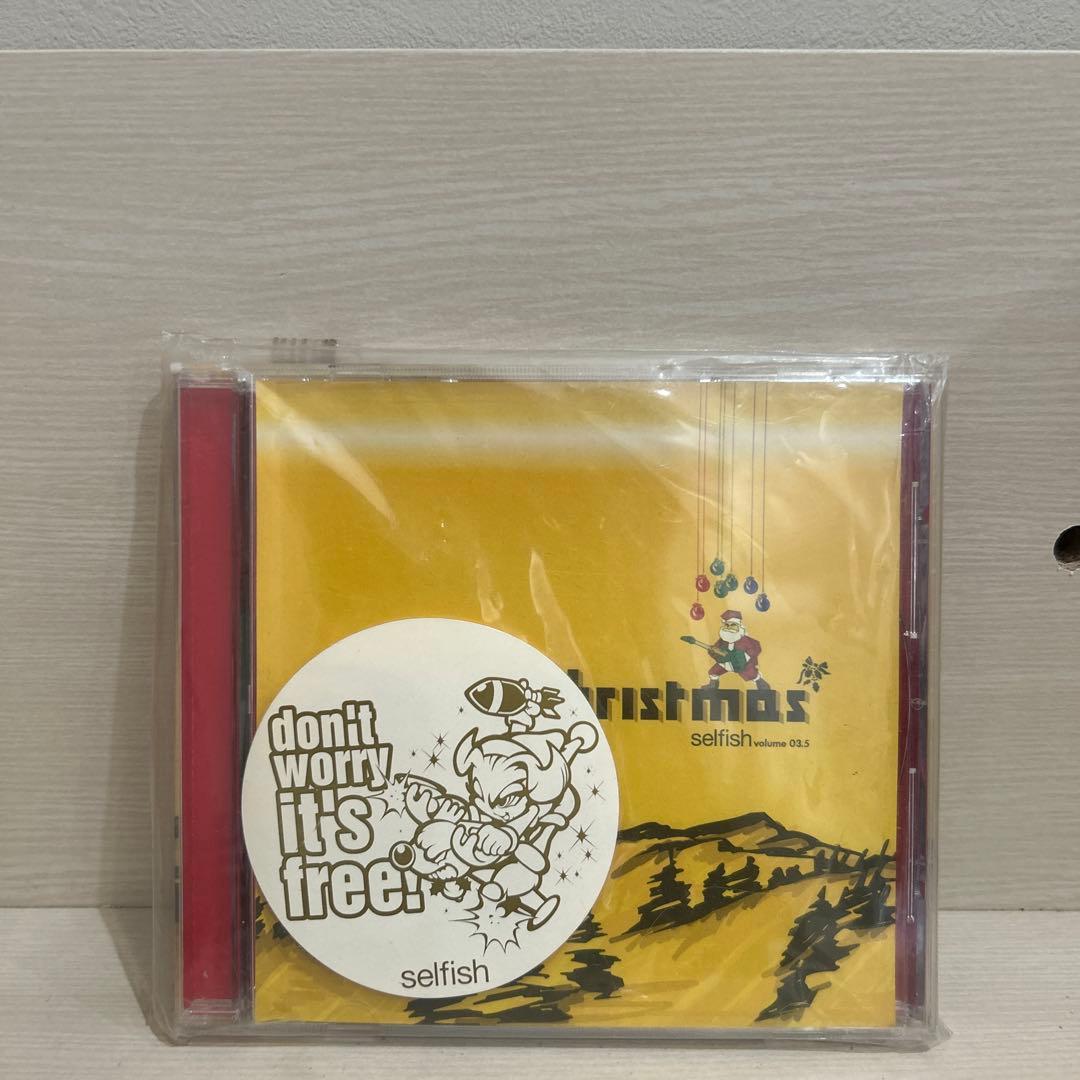 hristmas
selfish volume 03.5
don't
worry
it's
free!
selfish